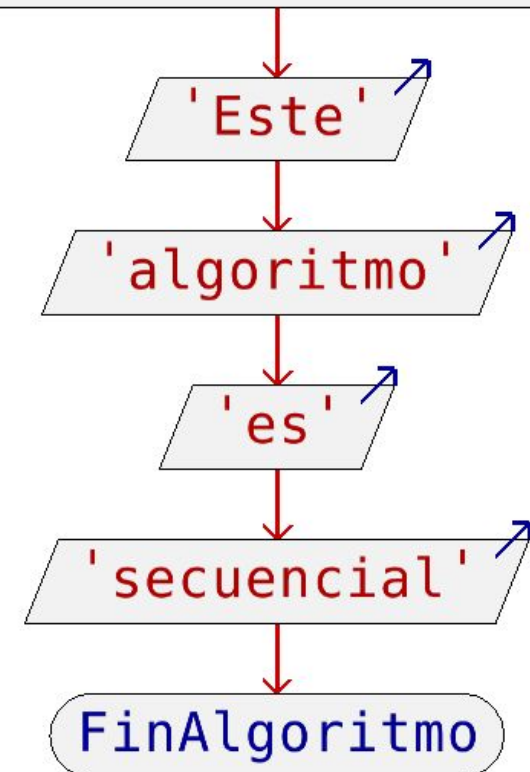 'Este'
'algoritmo'
'es'
'secuencial'
FinAlgoritmo